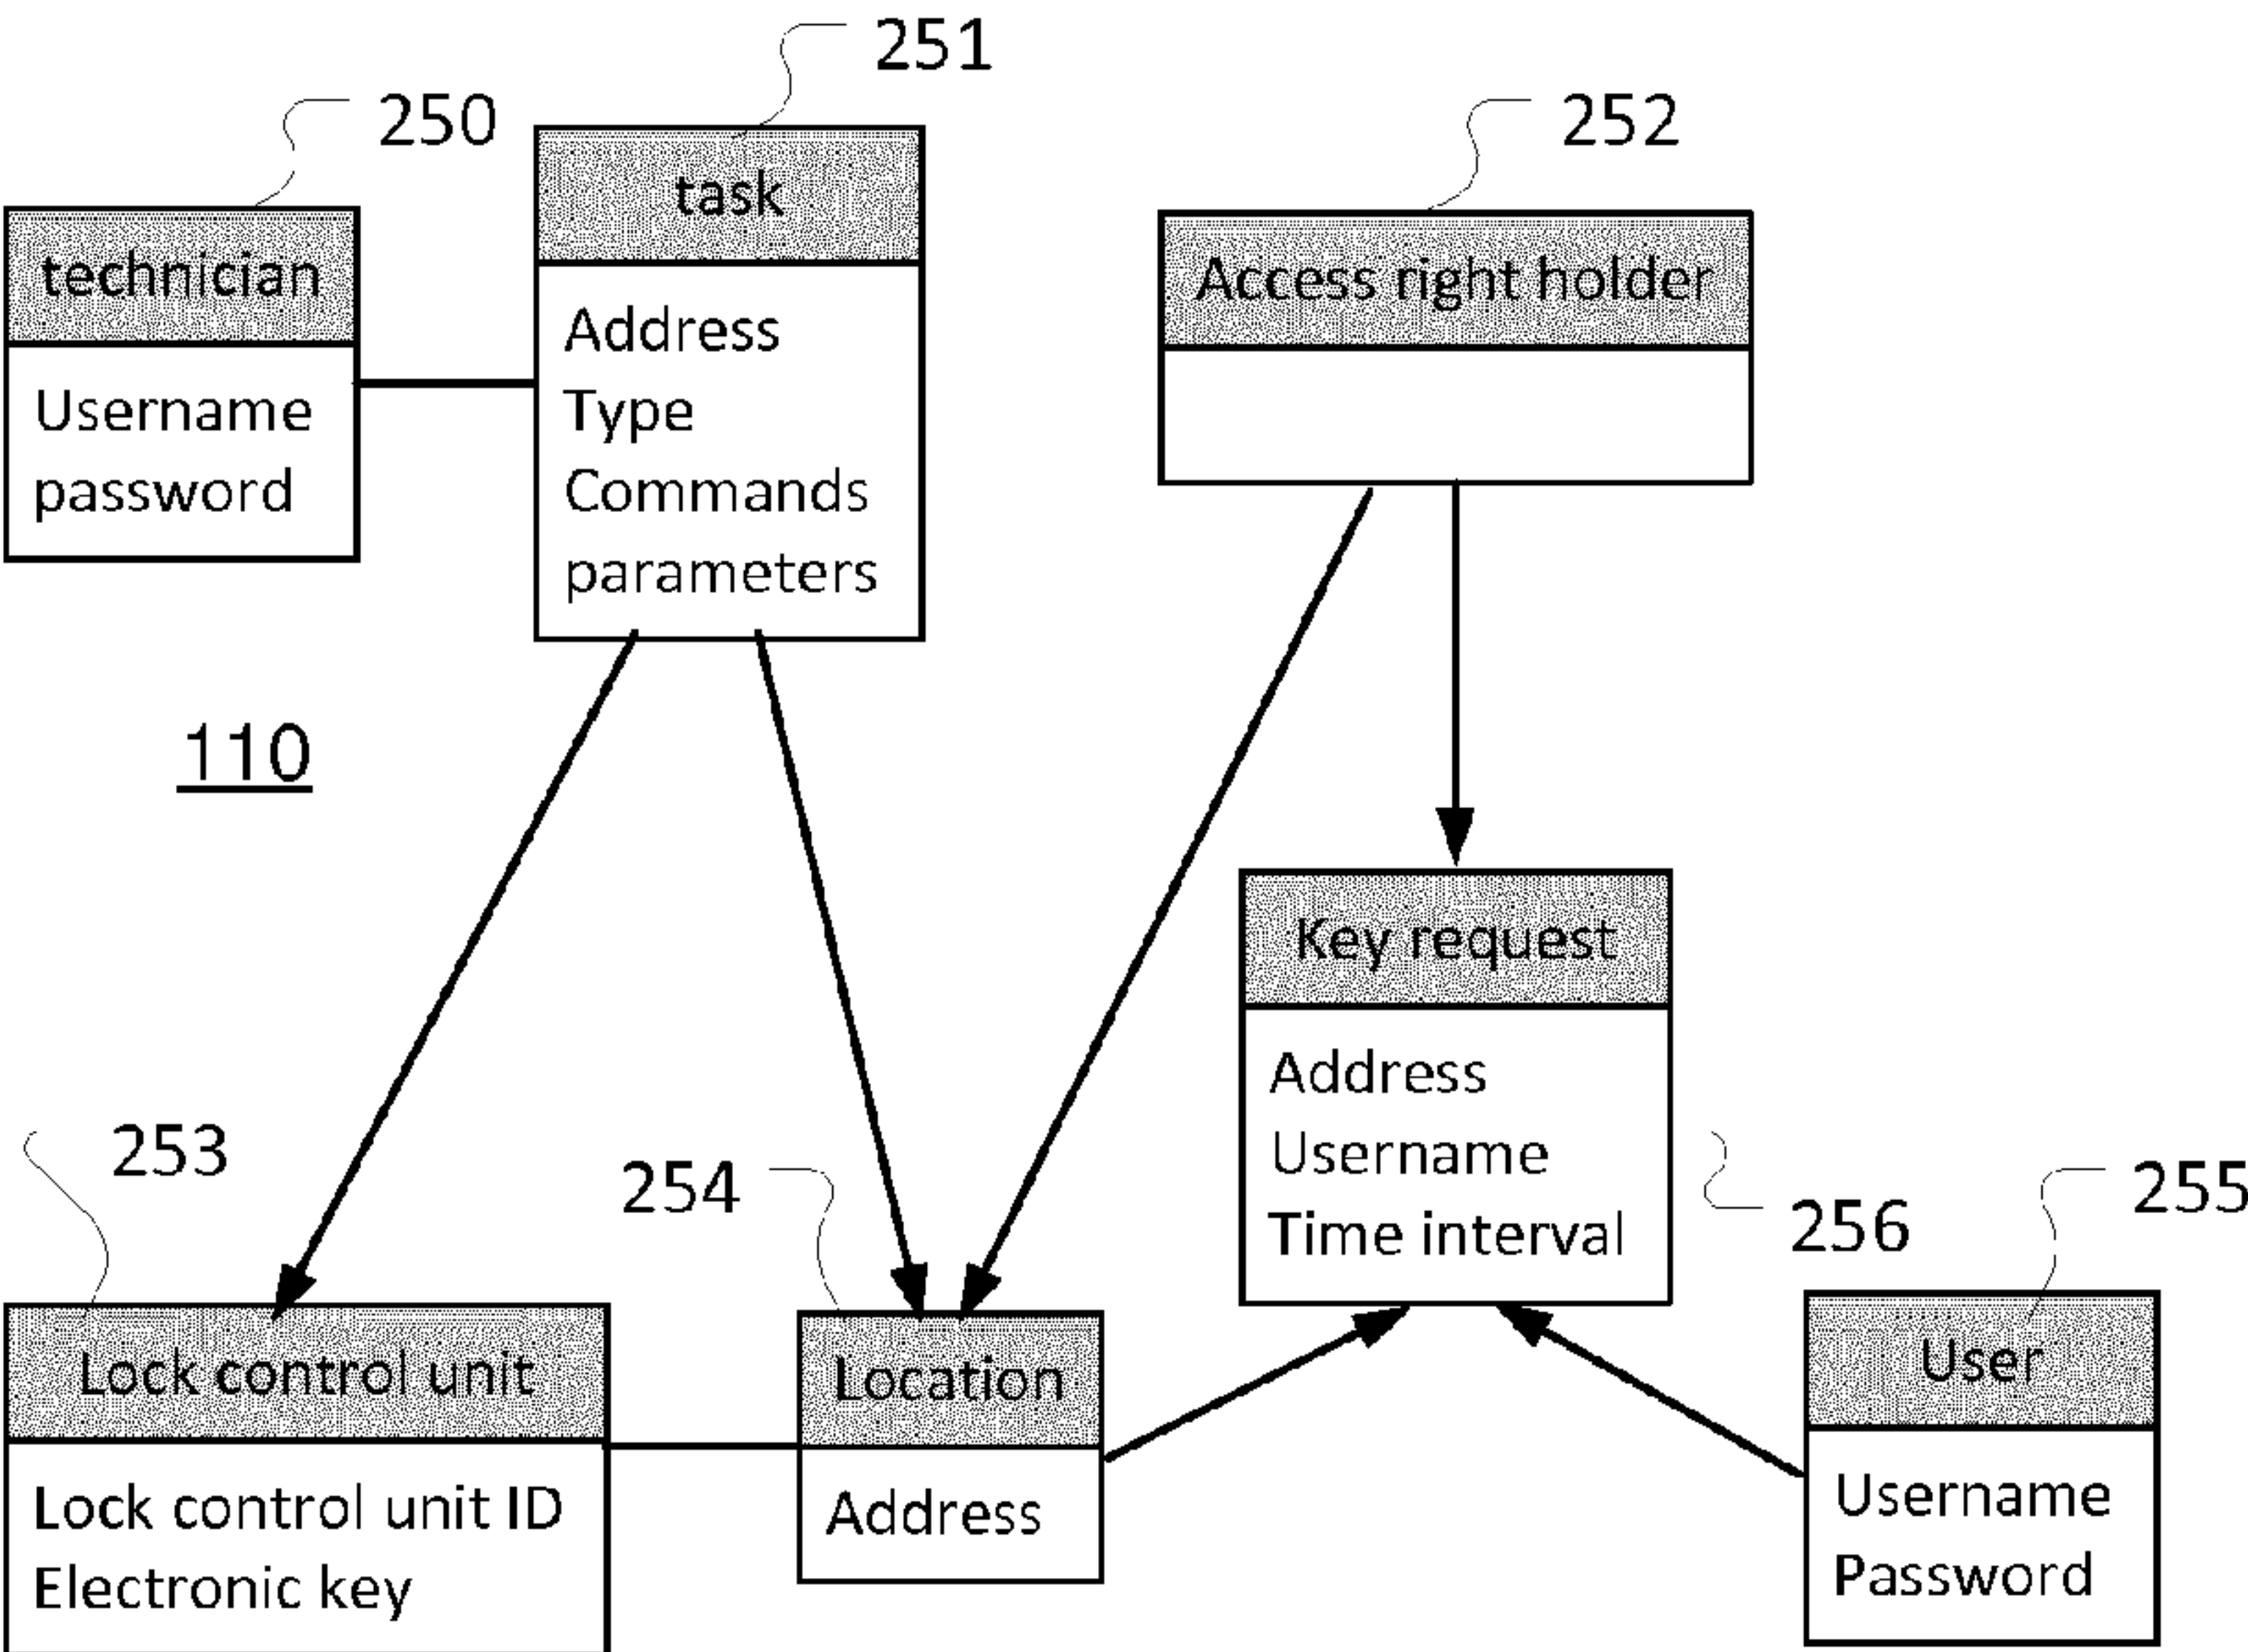 251
250
252
task
technician
Access right holder
Address
Type
Commands
parameters
Username
password
110
Key request
Address
Username
Time interval
253
254
256
255
Lock control unit
Location
User
Lock control unit ID
Electronic key
Address
Username
Password